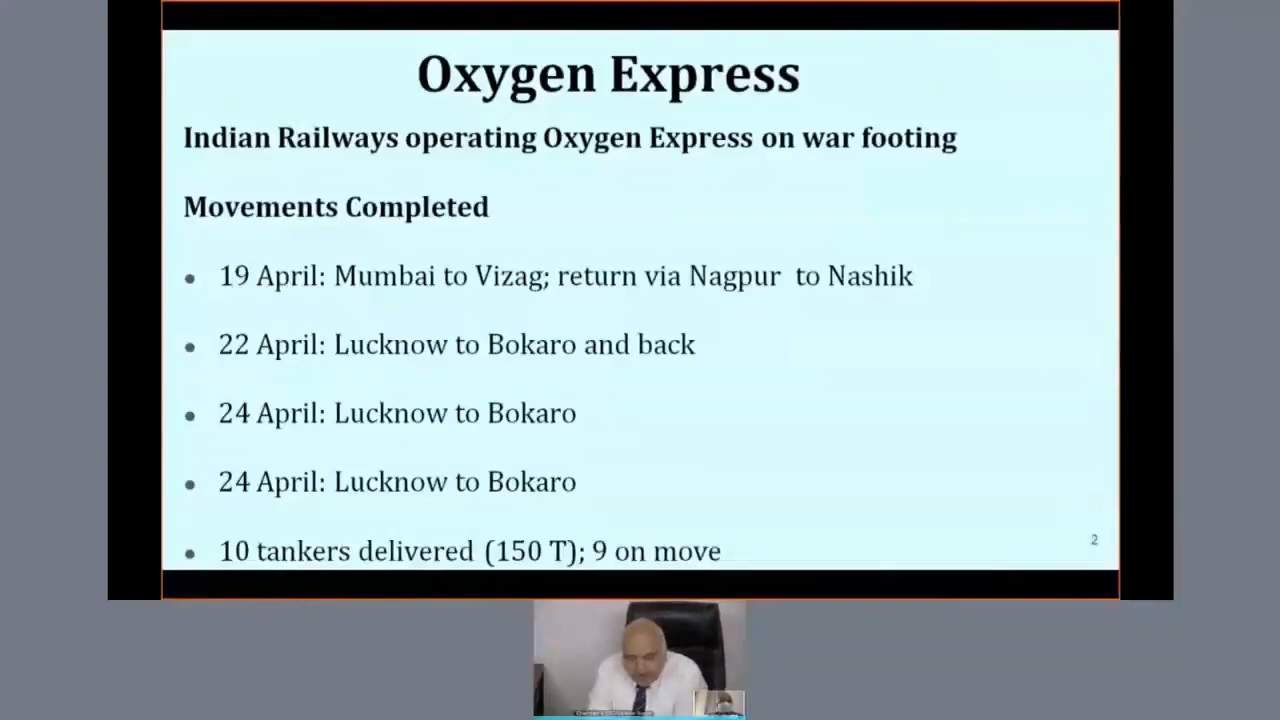 Oxygen Express
Indian Railways operating Oxygen Express on war footing
Movements Completed
• 19 April: Mumbai to Vizag; return via Nagpur to Nashik
• 22 April: Lucknow to Bokaro and back
• 24 April: Lucknow to Bokaro
• 24 April: Lucknow to Bokaro
• 10 tankers delivered (150 T); 9 on move
2